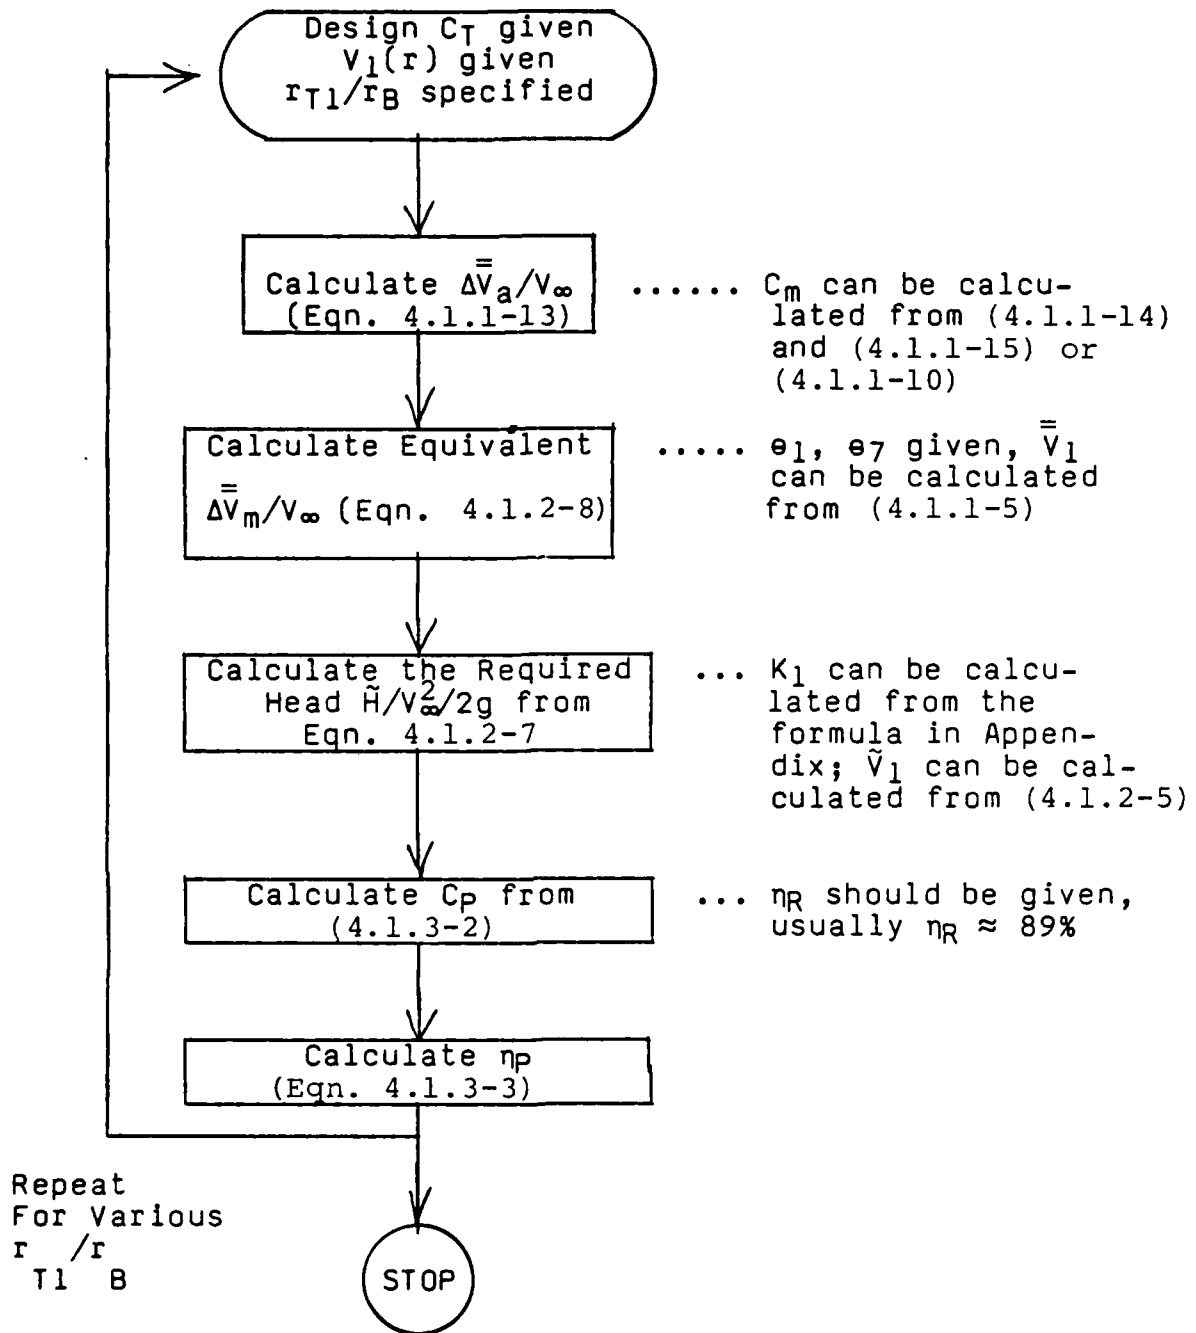 Design C_T given
V_1(r) given
r_T1/r_B specified
Calculate ΔV̿_a/V_∞
(Eqn. 4.1.1-13)
...... C_m can be calcu-
lated from (4.1.1-14)
and (4.1.1-15) or
(4.1.1-10)
Calculate Equivalent
ΔV̿_m/V_∞ (Eqn. 4.1.2-8)
..... θ_1, θ_7 given, V̿_1
can be calculated
from (4.1.1-5)
Calculate the Required
Head H̃/V²_∞/2g from
Eqn. 4.1.2-7
... K_1 can be calcu-
lated from the
formula in Appen-
dix; Ṽ_1 can be cal-
culated from (4.1.2-5)
Calculate C_P from
(4.1.3-2)
... η_R should be given,
usually η_R ≈ 89%
Calculate η_P
(Eqn. 4.1.3-3)
Repeat
For Various
r_T1/r_B
STOP